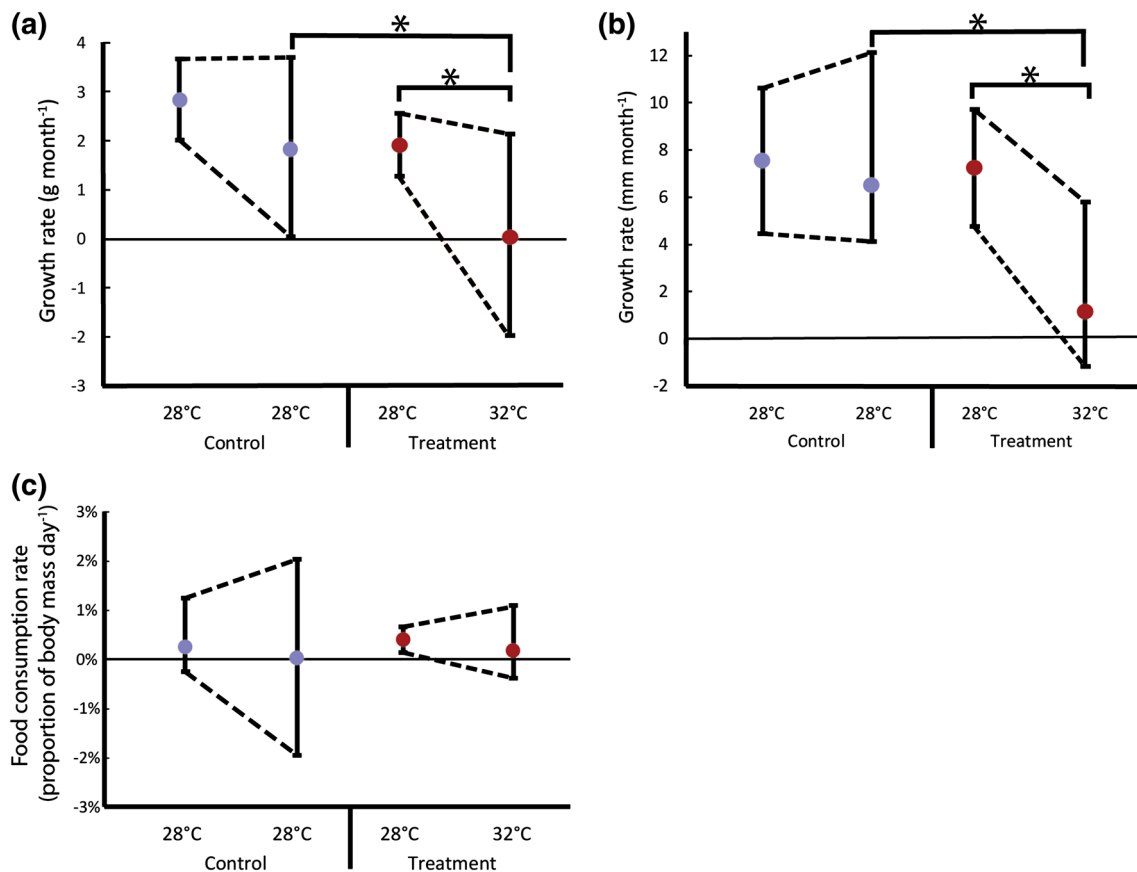 (a)
*
*
Growth rate (g month⁻¹)
4
3
2
1
0
-1
-2
-3
28°C 28°C 28°C 32°C
Control Treatment
(b)
*
*
Growth rate (mm month⁻¹)
12
10
8
6
4
2
0
-2
28°C 28°C 28°C 32°C
Control Treatment
(c)
Food consumption rate
(proportion of body mass day⁻¹)
3%
2%
1%
0%
-1%
-2%
-3%
28°C 28°C 28°C 32°C
Control Treatment